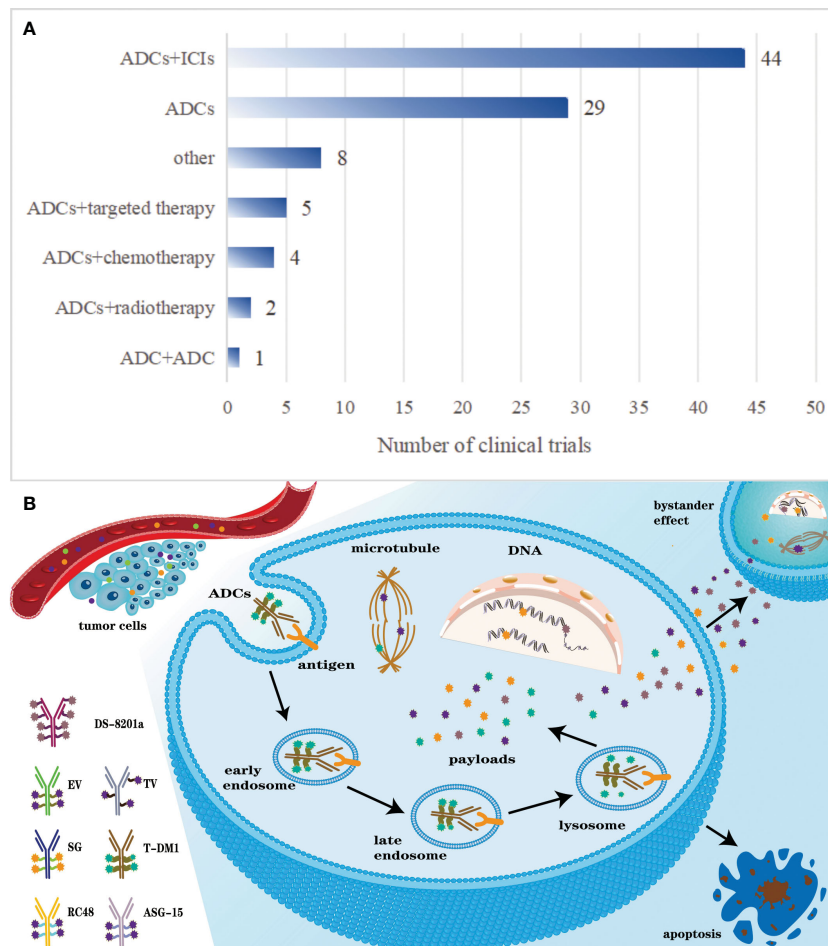 A
ADCs+ICIs
44
ADCs
29
other
8
ADCs+targeted therapy
5
ADCs+chemotherapy
4
ADCs+radiotherapy
2
ADC+ADC
1
0 5 10 15 20 25 30 35 40 45 50
Number of clinical trials
B
bystander
effect
microtubule
DNA
ADCs
tumor cells
antigen
DS-8201a
payloads
early
endosome
EV
TV
lysosome
late
endosome
SG
T-DM1
RC48
ASG-15
apoptosis